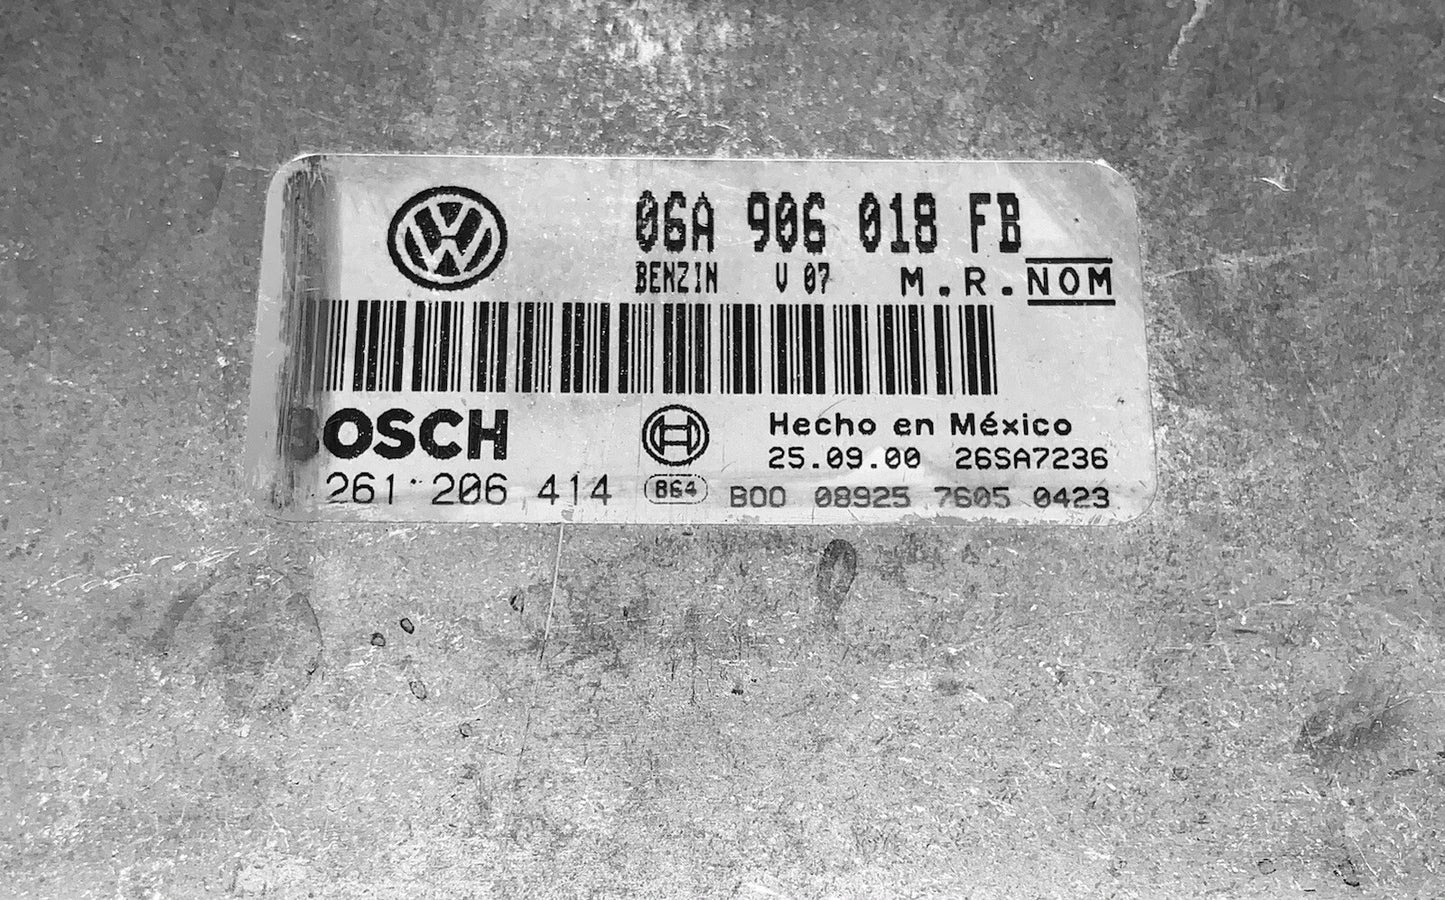 06A 906 018 FB
BENZIN V 07 M.R.NOM
BOSCH
Hecho en México
25.09.00 26SA7236
261 206 414 B64 B00 08925 7605 0423